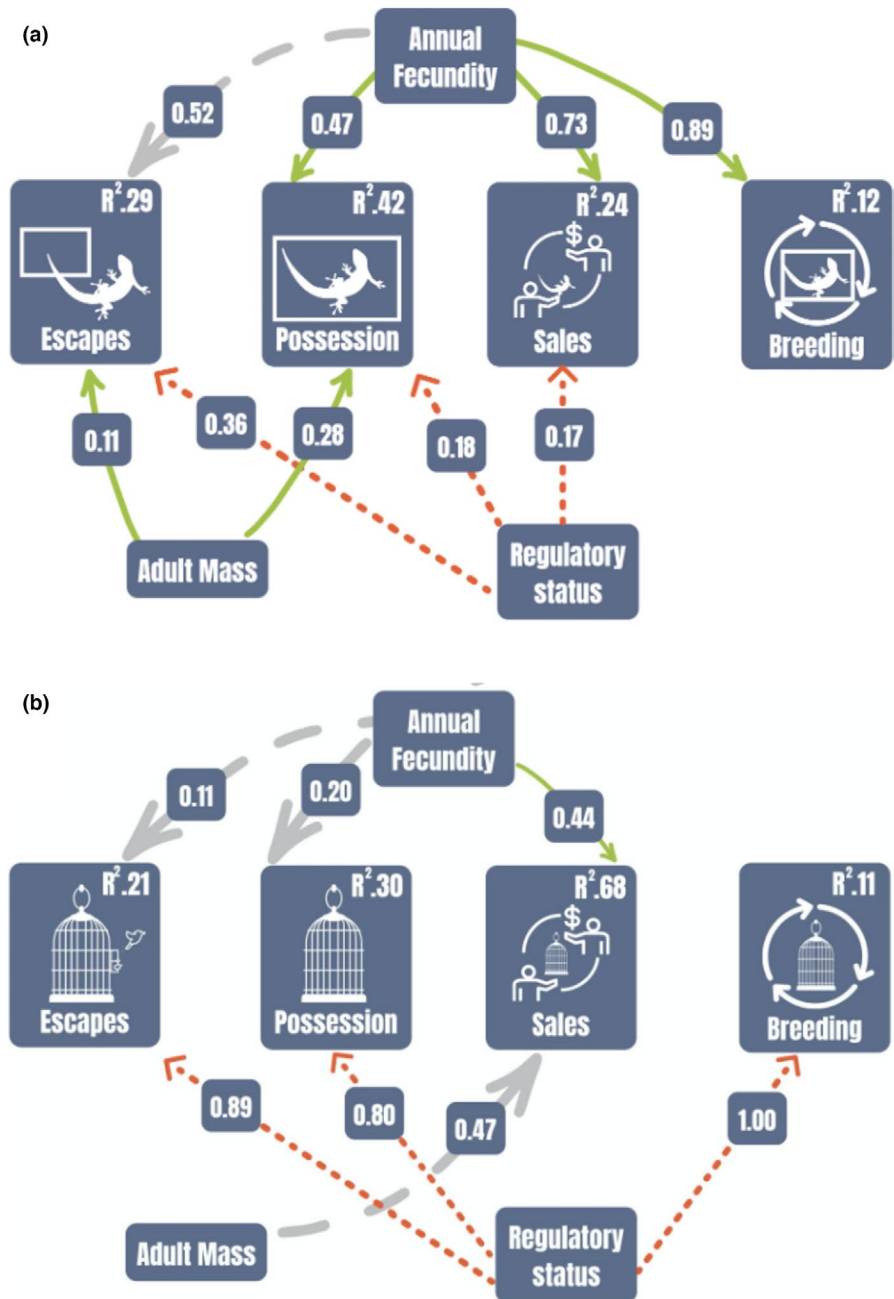 (a)
Annual
Fecundity
0.52
0.47
0.73
0.89
R².29
R².42
R².24
R².12
$
Escapes
Possession
Sales
Breeding
0.11
0.36
0.28
0.18
0.17
Adult Mass
Regulatory
status
(b)
Annual
Fecundity
0.11
0.20
0.44
R².21
R².30
R².68
R².11
$
Escapes
Possession
Sales
Breeding
0.89
0.80
0.47
1.00
Adult Mass
Regulatory
status